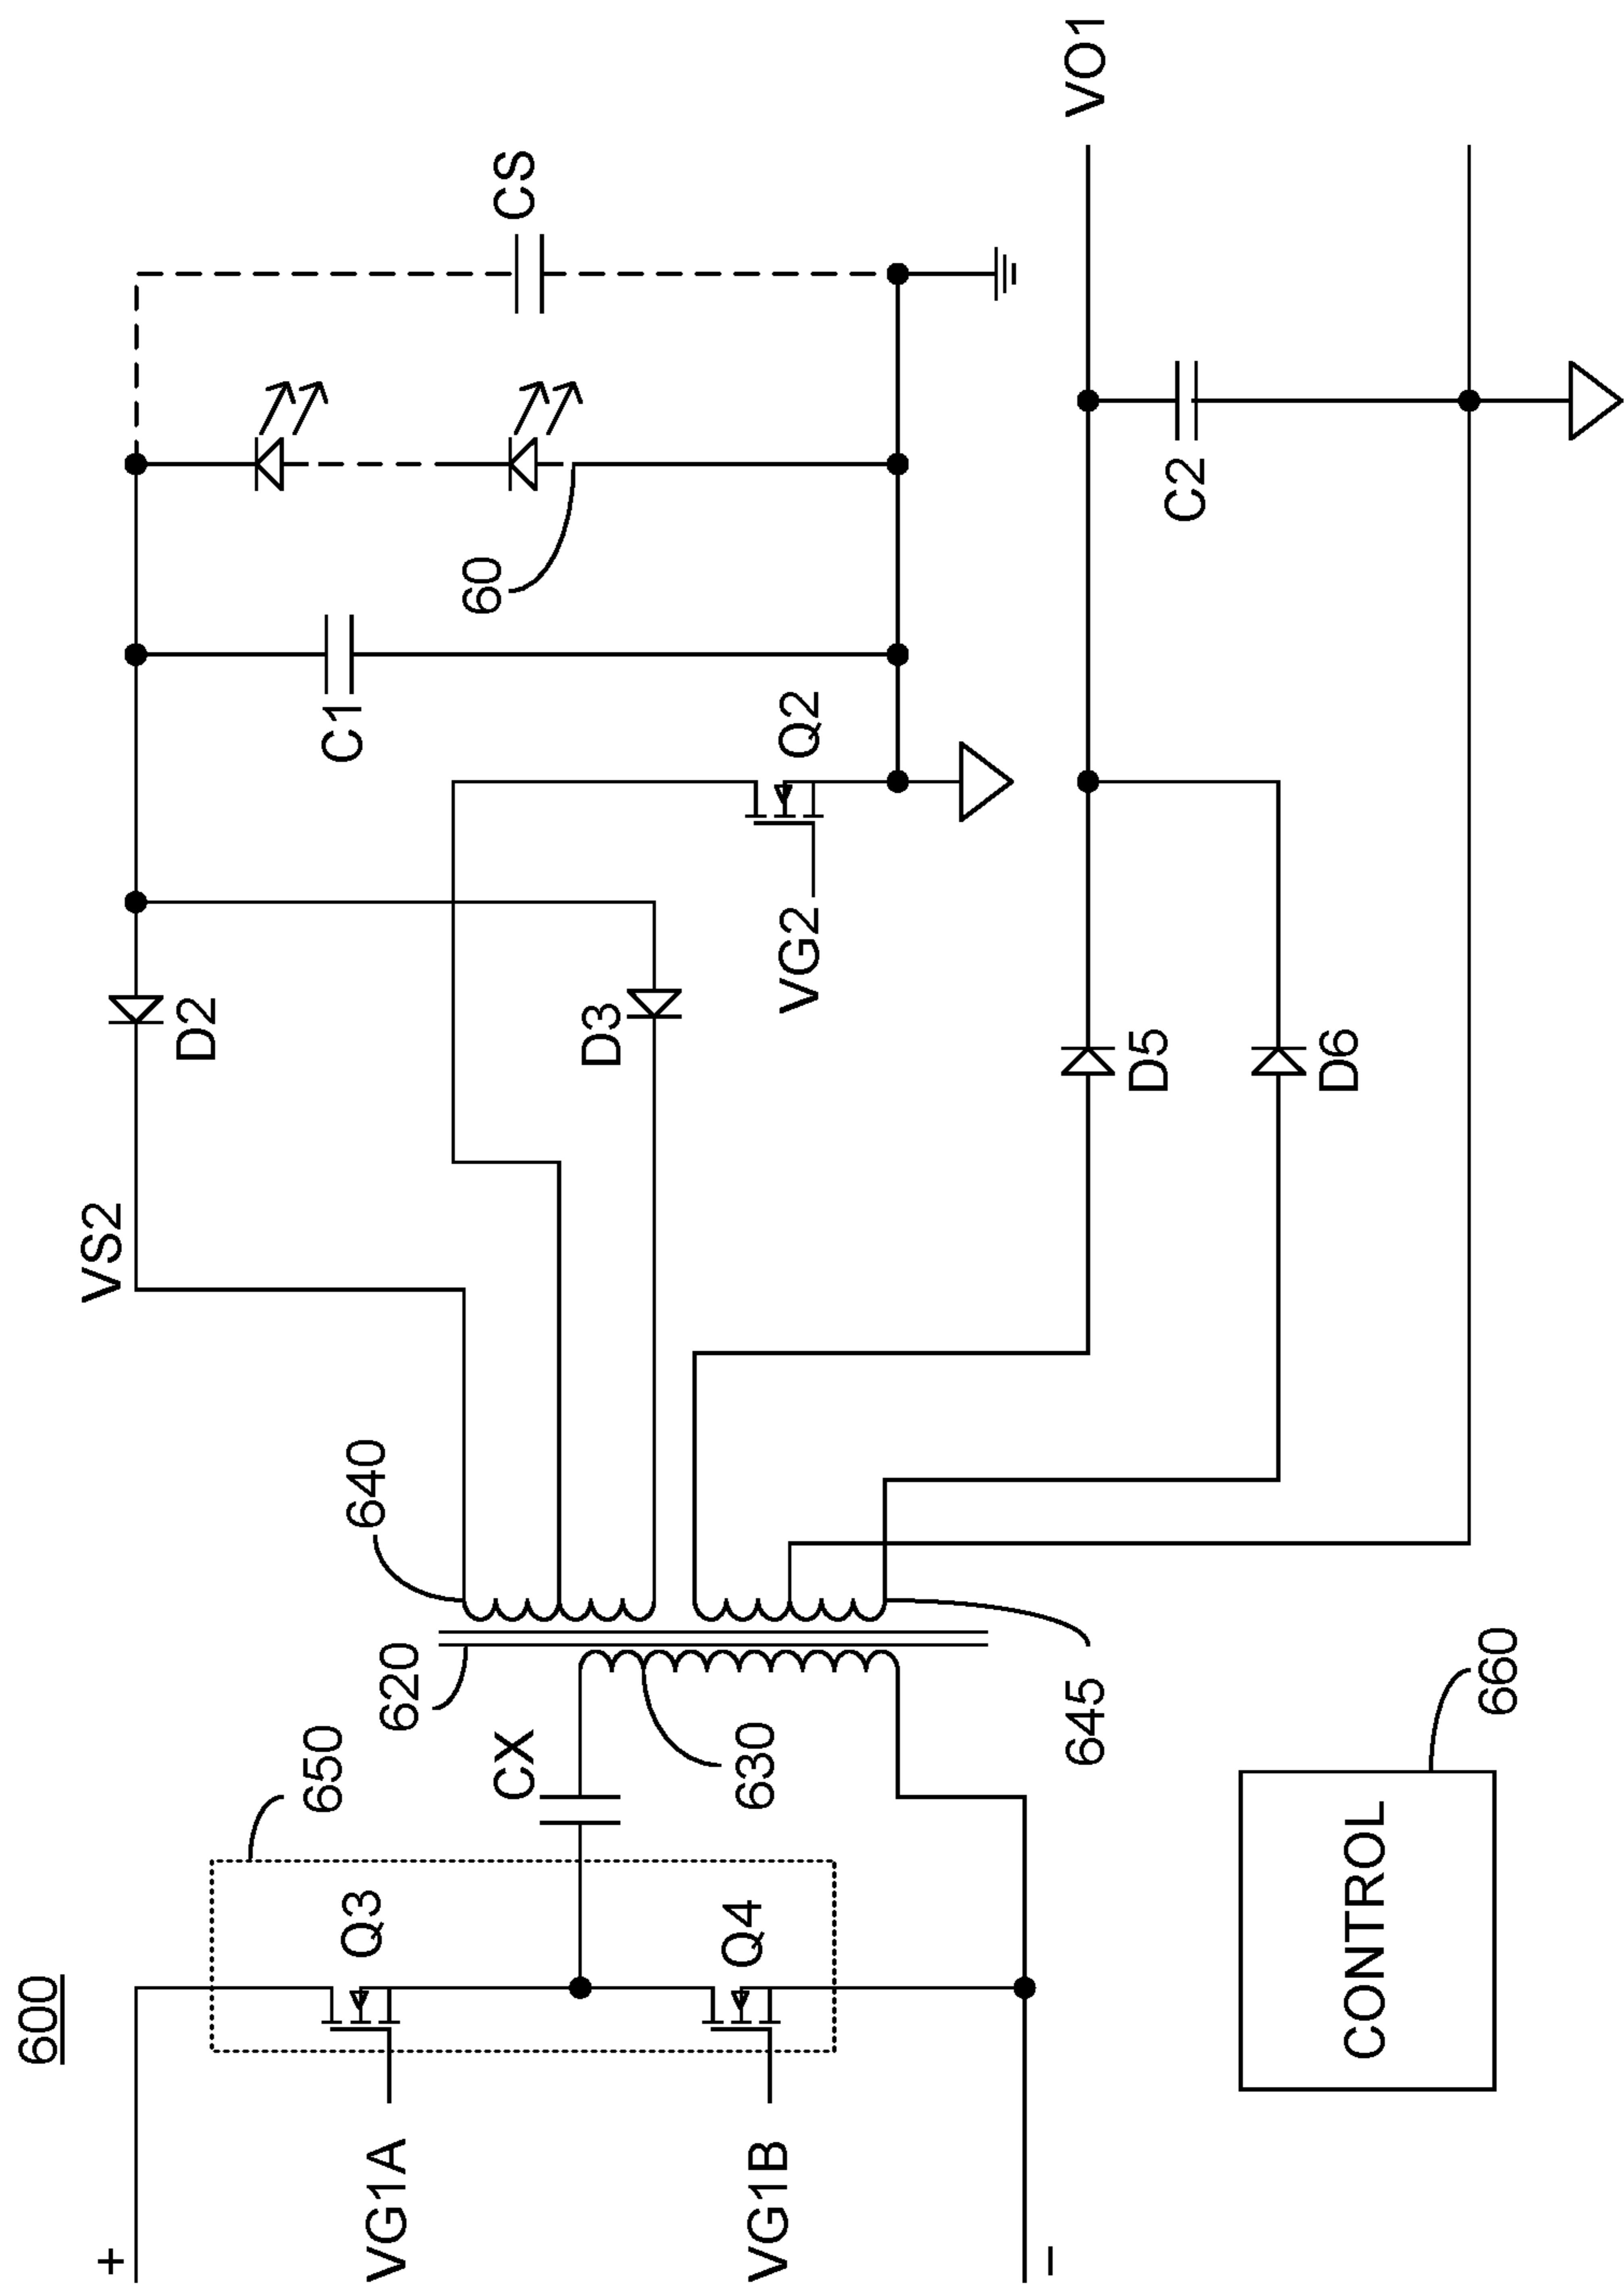 600
+
VG1A
VG1B
−
650
Q3
Q4
CX
620
630
640
645
660
CONTROL
VS2
D2
D3
VG2
Q2
D5
D6
C1
60
CS
C2
VO1